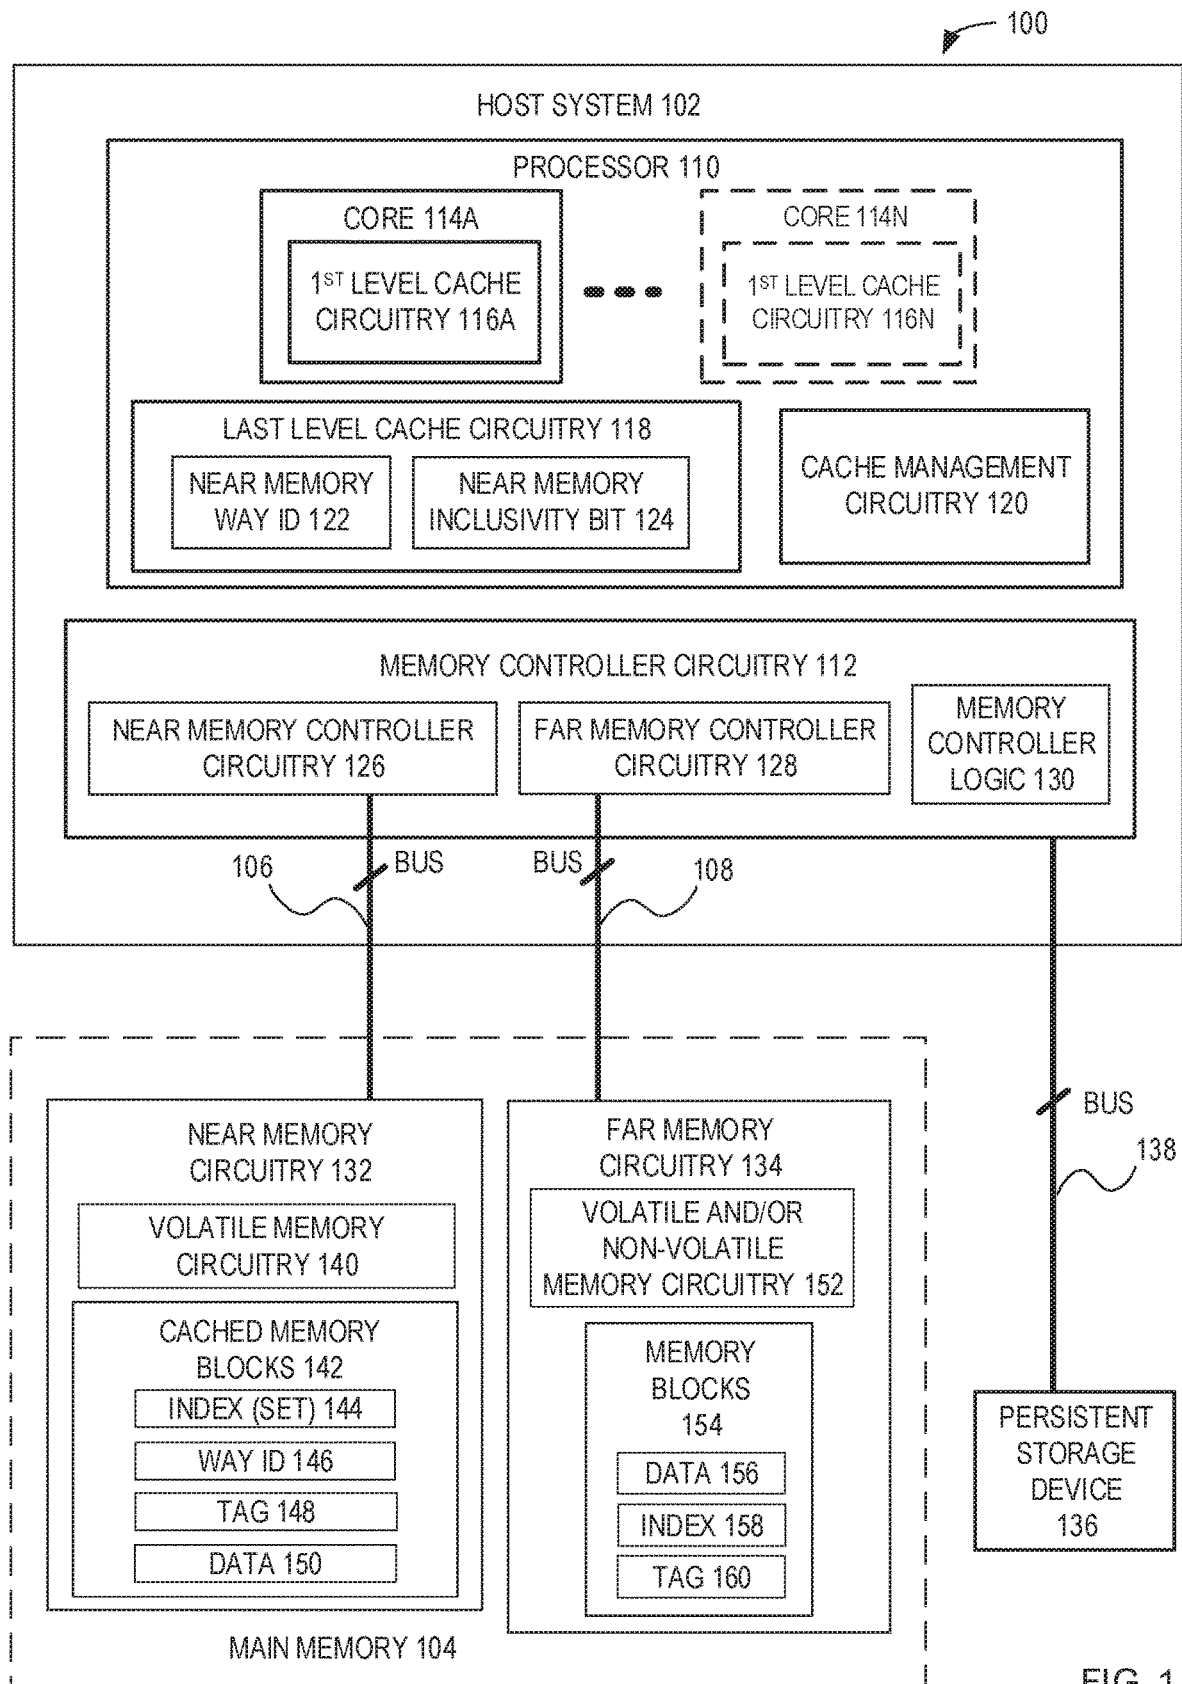 100
HOST SYSTEM 102
PROCESSOR 110
CORE 114A
1ST LEVEL CACHE
CIRCUITRY 116A
CORE 114N
1ST LEVEL CACHE
CIRCUITRY 116N
LAST LEVEL CACHE CIRCUITRY 118
NEAR MEMORY
WAY ID 122
NEAR MEMORY
INCLUSIVITY BIT 124
CACHE MANAGEMENT
CIRCUITRY 120
MEMORY CONTROLLER CIRCUITRY 112
NEAR MEMORY CONTROLLER
CIRCUITRY 126
FAR MEMORY CONTROLLER
CIRCUITRY 128
MEMORY
CONTROLLER
LOGIC 130
106
BUS
BUS
108
BUS
138
NEAR MEMORY
CIRCUITRY 132
VOLATILE MEMORY
CIRCUITRY 140
CACHED MEMORY
BLOCKS 142
INDEX (SET) 144
WAY ID 146
TAG 148
DATA 150
FAR MEMORY
CIRCUITRY 134
VOLATILE AND/OR
NON-VOLATILE
MEMORY CIRCUITRY 152
MEMORY
BLOCKS
154
DATA 156
INDEX 158
TAG 160
PERSISTENT
STORAGE
DEVICE
136
MAIN MEMORY 104
FIG. 1